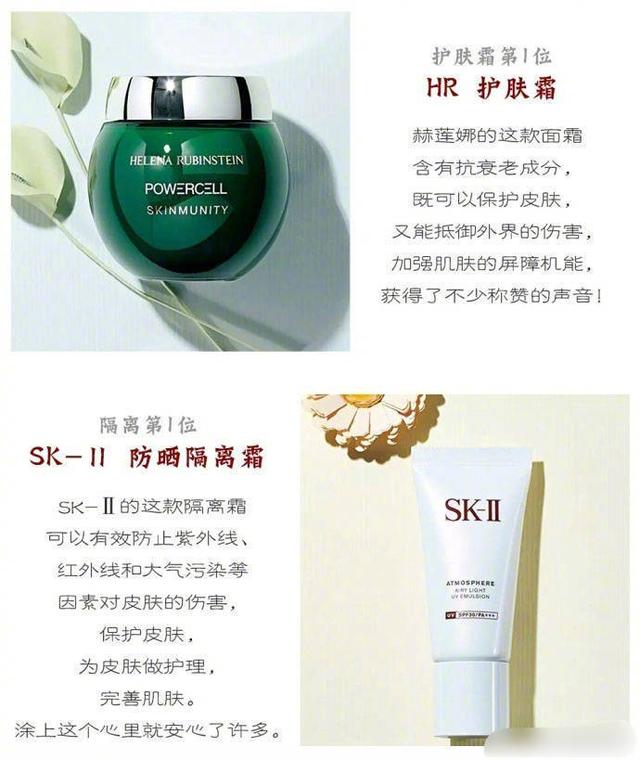 护肤霜第1位
HR 护肤霜
赫莲娜的这款面霜
含有抗衰老成分，
既可以保护皮肤，
又能抵御外界的伤害，
加强肌肤的屏障机能，
获得了不少称赞的声音！
HELENA RUBINSTEIN
POWERCELL
SKINMUNITY
隔离第1位
SK-II 防晒隔离霜
SK-II的这款隔离霜
可以有效防止紫外线、
红外线和大气污染等
因素对皮肤的伤害，
保护皮肤，
为皮肤做护理，
完善肌肤。
涂上这个心里就安心了许多。
SK-II
ATMOSPHERE
AIRY LIGHT
UV EMULSION
UV SPF30/PA+++